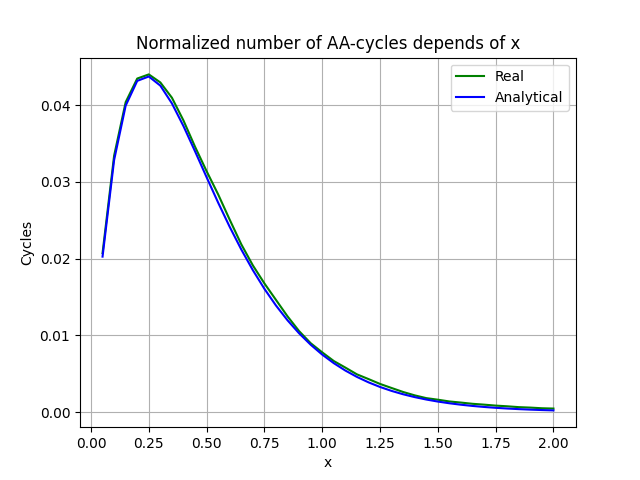 Normalized number of AA-cycles depends of x
Real
Analytical
0.04
0.03
0.02
0.01
0.00
Cycles
0.00 0.25 0.50 0.75 1.00 1.25 1.50 1.75 2.00
x